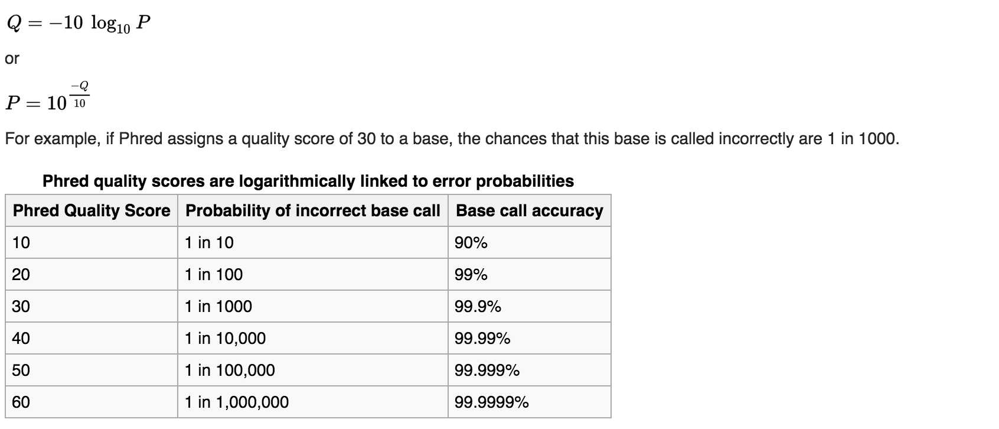 Q = −10 log₁₀ P
or
P = 10^(−Q/10)
For example, if Phred assigns a quality score of 30 to a base, the chances that this base is called incorrectly are 1 in 1000.
Phred quality scores are logarithmically linked to error probabilities
Phred Quality Score Probability of incorrect base call Base call accuracy
10 1 in 10 90%
20 1 in 100 99%
30 1 in 1000 99.9%
40 1 in 10,000 99.99%
50 1 in 100,000 99.999%
60 1 in 1,000,000 99.9999%